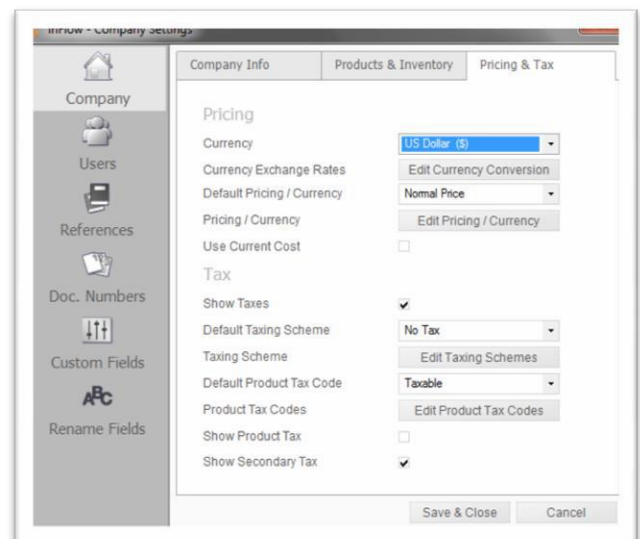 inFlow - Company Settings
Company
Users
References
Doc. Numbers
Custom Fields
ABC
Rename Fields
Company Info Products & Inventory Pricing & Tax
Pricing
Currency US Dollar ($)
Currency Exchange Rates Edit Currency Conversion
Default Pricing / Currency Normal Price
Pricing / Currency Edit Pricing / Currency
Use Current Cost
Tax
Show Taxes
Default Taxing Scheme No Tax
Taxing Scheme Edit Taxing Schemes
Default Product Tax Code Taxable
Product Tax Codes Edit Product Tax Codes
Show Product Tax
Show Secondary Tax
Save & Close Cancel